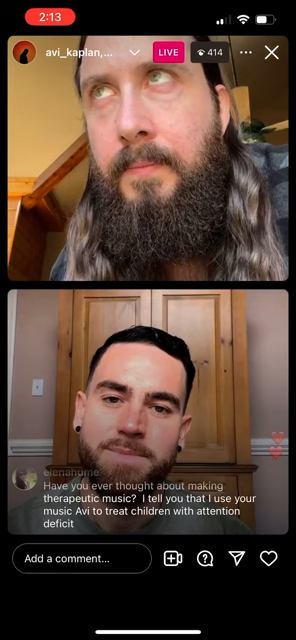 2:13
avi_kaplan,...
LIVE
414
elenahume
Have you ever thought about making
therapeutic music? I tell you that I use your
music Avi to treat children with attention
deficit
Add a comment...